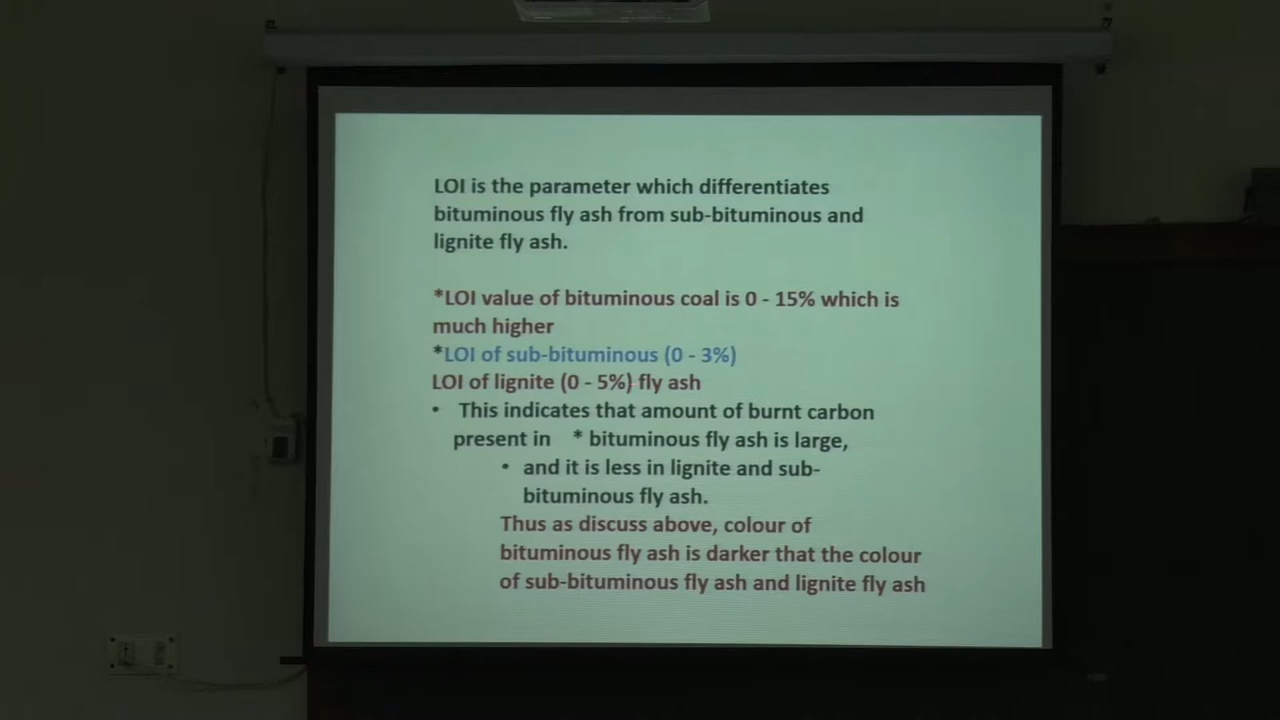 LOI is the parameter which differentiates
bituminous fly ash from sub-bituminous and
lignite fly ash.
*LOI value of bituminous coal is 0 - 15% which is
much higher
*LOI of sub-bituminous (0 - 3%)
LOI of lignite (0 - 5%) fly ash
• This indicates that amount of burnt carbon
present in * bituminous fly ash is large,
• and it is less in lignite and sub-
bituminous fly ash.
Thus as discuss above, colour of
bituminous fly ash is darker that the colour
of sub-bituminous fly ash and lignite fly ash